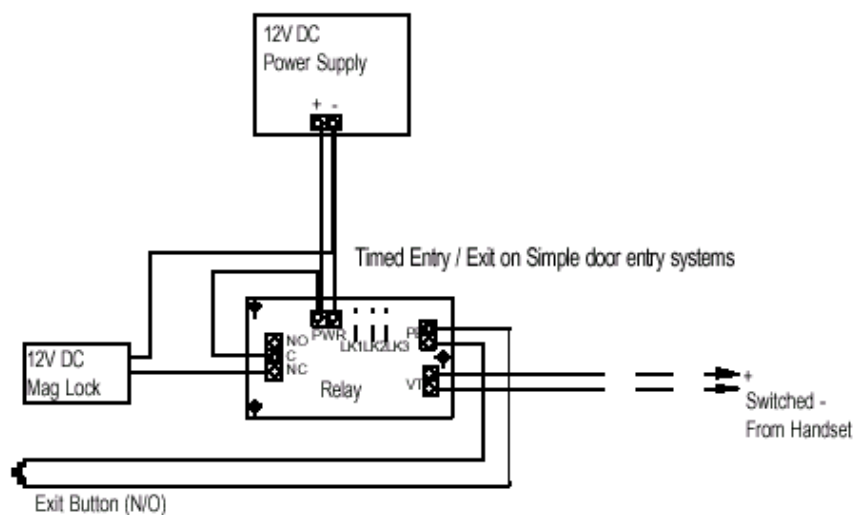 12V DC
Power Supply
+ -
Timed Entry / Exit on Simple door entry systems
NO
C
NC
PWR
LK1LK2LK3
VT
Relay
12V DC
Mag Lock
+
Switched -
From Handset
Exit Button (N/O)